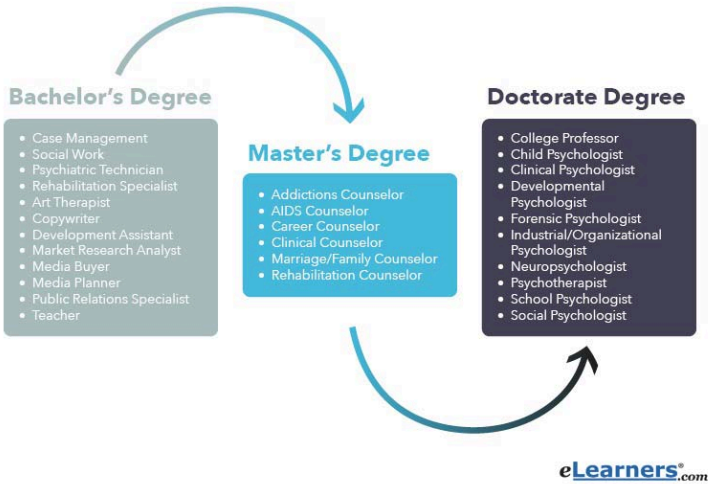 Bachelor's Degree
• Case Management
• Social Work
• Psychiatric Technician
• Rehabilitation Specialist
• Art Therapist
• Copywriter
• Development Assistant
• Market Research Analyst
• Media Buyer
• Media Planner
• Public Relations Specialist
• Teacher
Master's Degree
• Addictions Counselor
• AIDS Counselor
• Career Counselor
• Clinical Counselor
• Marriage/Family Counselor
• Rehabilitation Counselor
Doctorate Degree
• College Professor
• Child Psychologist
• Clinical Psychologist
• Developmental
Psychologist
• Forensic Psychologist
• Industrial/Organizational
Psychologist
• Neuropsychologist
• Psychotherapist
• School Psychologist
• Social Psychologist
eLearners®.com